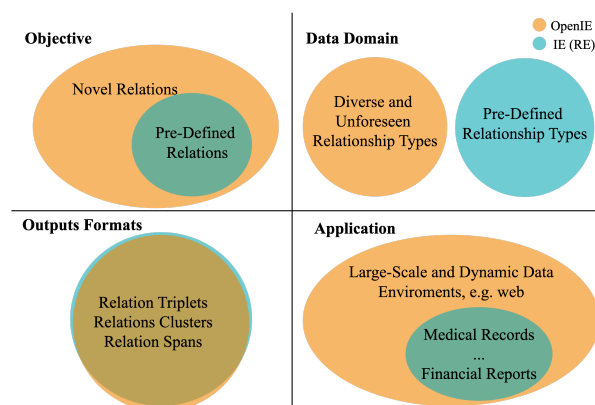 Objective
Novel Relations
Pre-Defined
Relations
Data Domain
OpenIE
IE (RE)
Diverse and
Unforeseen
Relationship Types
Pre-Defined
Relationship Types
Outputs Formats
Relation Triplets
Relations Clusters
Relation Spans
Application
Large-Scale and Dynamic Data
Enviroments, e.g. web
Medical Records
...
Financial Reports